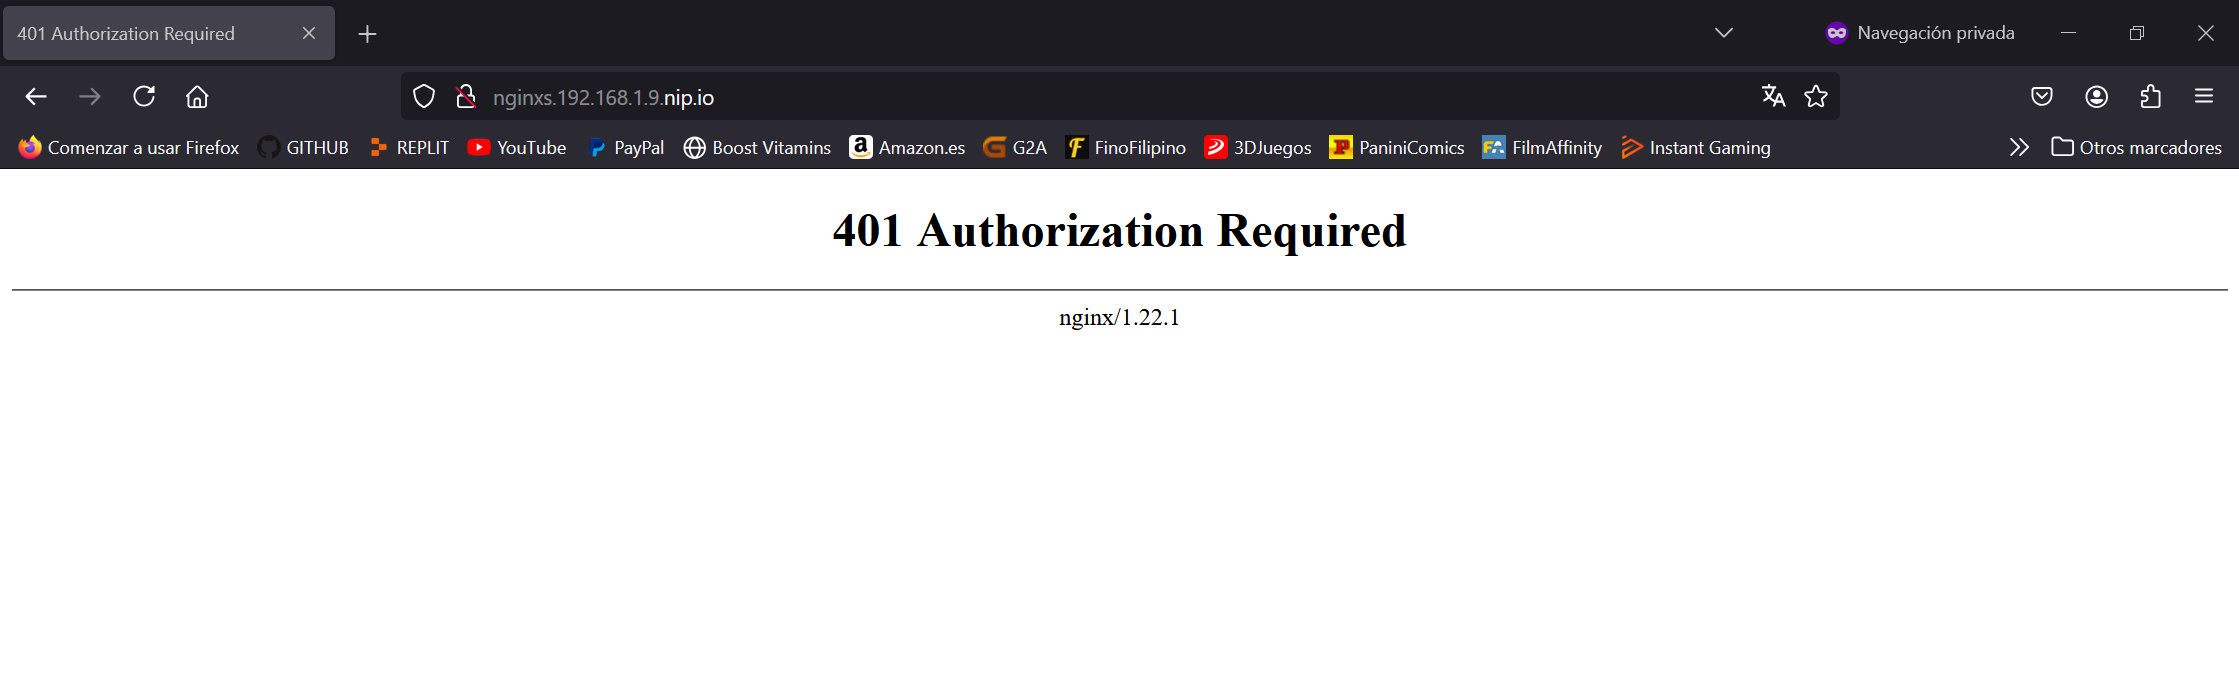 401 Authorization Required
Navegación privada
nginxs.192.168.1.9.nip.io
Comenzar a usar Firefox GITHUB REPLIT YouTube PayPal Boost Vitamins Amazon.es G2A FinoFilipino 3DJuegos PaniniComics FilmAffinity Instant Gaming Otros marcadores
401 Authorization Required
nginx/1.22.1